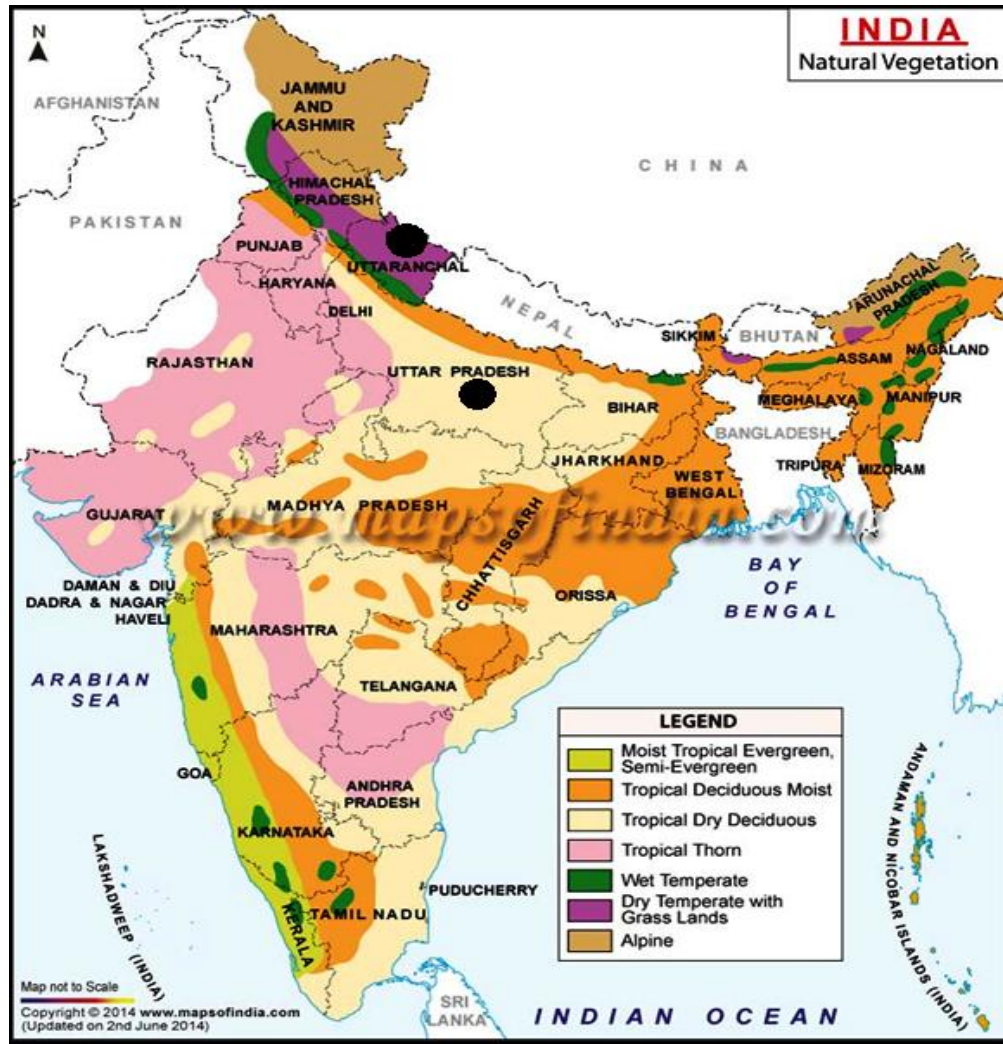 INDIA
Natural Vegetation
N
AFGHANISTAN
JAMMU
AND
KASHMIR
CHINA
HIMACHAL
PRADESH
PAKISTAN
PUNJAB
UTTARANCHAL
HARYANA
DELHI
NEPAL
ARUNACHAL
PRADESH
SIKKIM
BHUTAN
RAJASTHAN
ASSAM
NAGALAND
UTTAR PRADESH
BIHAR
MEGHALAYA
MANIPUR
BANGLADESH
JHARKHAND
WEST
BENGAL
TRIPURA
MIZORAM
GUJARAT
MADHYA PRADESH
www.mapsofindia.com
CHHATTISGARH
DAMAN & DIU
DADRA & NAGAR
HAVELI
ORISSA
BAY
OF
BENGAL
MAHARASHTRA
ARABIAN
SEA
TELANGANA
GOA
ANDHRA
PRADESH
KARNATAKA
LAKSHADWEEP (INDIA)
PUDUCHERRY
KERALA
TAMIL NADU
ANDAMAN AND NICOBAR ISLANDS (INDIA)
LEGEND
Moist Tropical Evergreen,
Semi-Evergreen
Tropical Deciduous Moist
Tropical Dry Deciduous
Tropical Thorn
Wet Temperate
Dry Temperate with
Grass Lands
Alpine
SRI
LANKA
INDIAN OCEAN
Map not to Scale
Copyright © 2014 www.mapsofindia.com
(Updated on 2nd June 2014)